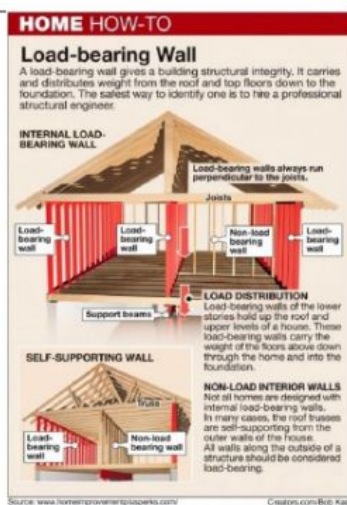 HOME HOW-TO
Load-bearing Wall
A load-bearing wall gives a building structural integrity. It carries
and distributes weight from the roof and top floors down to the
foundation. The safest way to identify one is to hire a professional
structural engineer.
INTERNAL LOAD-
BEARING WALL
Load-bearing walls always run
perpendicular to the joists.
Joists
Load-
bearing
wall
Load-
bearing
wall
Non-load
bearing
wall
Load-
bearing
wall
Support beams
LOAD DISTRIBUTION
Load-bearing walls of the lower
stories hold up the roof and
upper levels of a house. These
load-bearing walls carry the
weight of the floors above down
through the home and into the
foundation.
SELF-SUPPORTING WALL
Truss
Load-
bearing
wall
Non-load
bearing wall
NON-LOAD INTERIOR WALLS
Not all homes are designed with
internal load-bearing walls.
In many cases, the roof trusses
are self-supporting from the
outer walls of the house.
All walls along the outside of a
structure should be considered
load-bearing.
Source: www.homeimprovementplusperks.com/
Creators.com/Bob